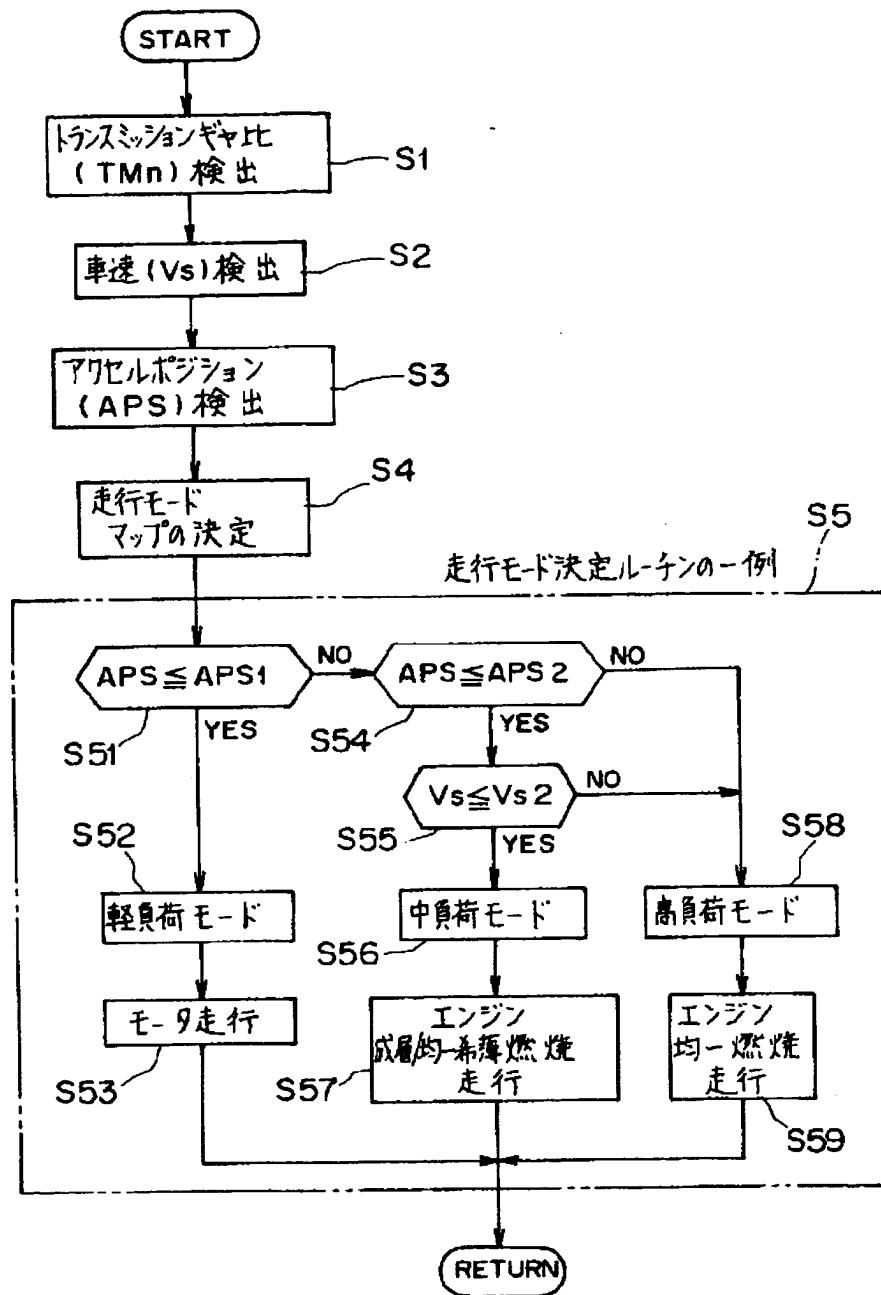 START
トランスミッションギャ比
(TMn)検出
S1
車速(Vs)検出
S2
アクセルポジション
(APS)検出
S3
走行モード
マップの決定
S4
S5
走行モード決定ルーチンの一例
APS≦APS1
NO
YES
S51
APS≦APS2
NO
YES
S54
Vs≦Vs2
NO
YES
S55
S52
軽負荷モード
中負荷モード
S56
S58
高負荷モード
モータ走行
S53
エンジン
成層/均一希薄燃焼
走行
S57
エンジン
均一燃焼
走行
S59
RETURN